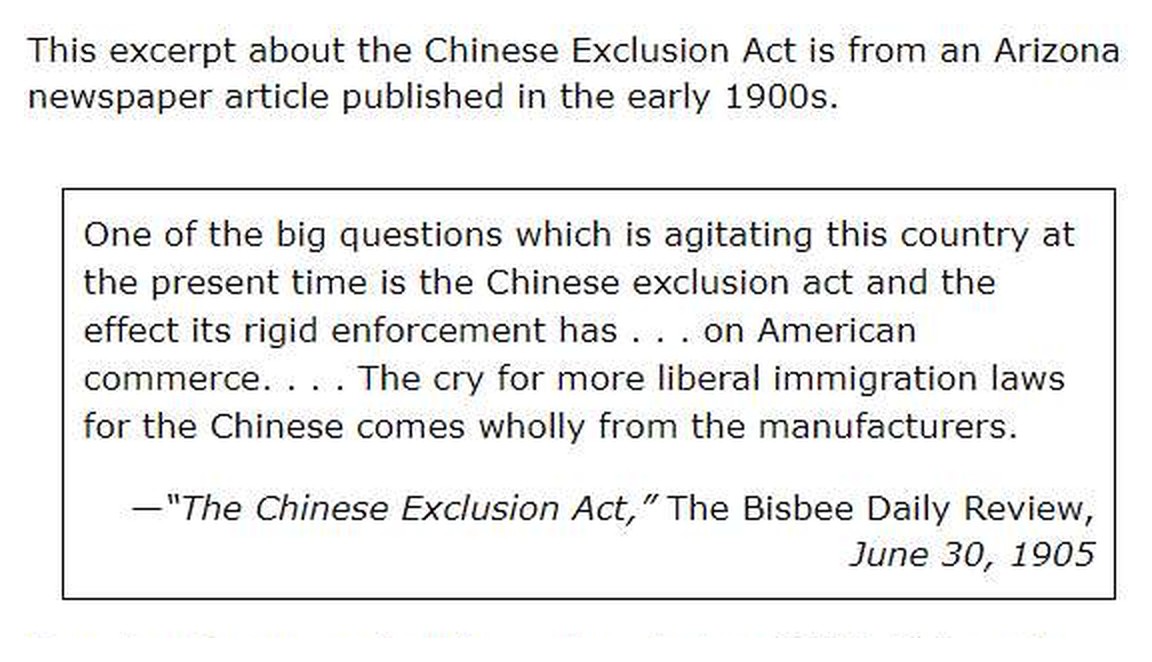 This excerpt about the Chinese Exclusion Act is from an Arizona
newspaper article published in the early 1900s.
One of the big questions which is agitating this country at
the present time is the Chinese exclusion act and the
effect its rigid enforcement has . . . on American
commerce. . . . The cry for more liberal immigration laws
for the Chinese comes wholly from the manufacturers.
—“The Chinese Exclusion Act,” The Bisbee Daily Review,
June 30, 1905